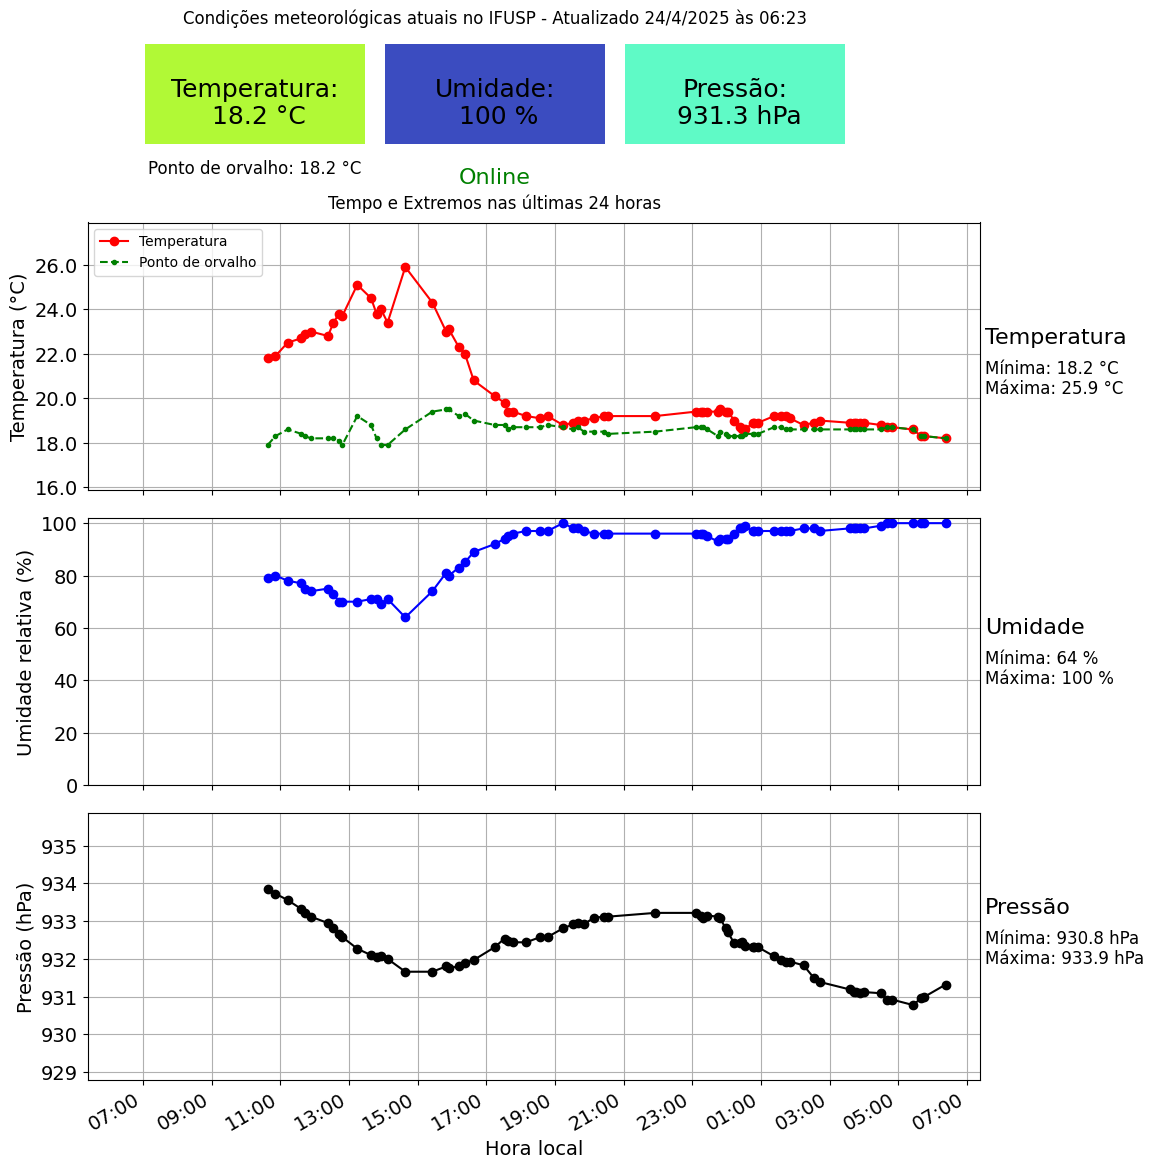 Condições meteorológicas atuais no IFUSP - Atualizado 24/4/2025 às 06:23
Temperatura:
18.2 °C
Umidade:
100 %
Pressão:
931.3 hPa
Ponto de orvalho: 18.2 °C
Online
Tempo e Extremos nas últimas 24 horas
Temperatura (°C)
26.0
24.0
22.0
20.0
18.0
16.0
Temperatura
Ponto de orvalho
Temperatura
Mínima: 18.2 °C
Máxima: 25.9 °C
Umidade relativa (%)
100
80
60
40
20
0
Umidade
Mínima: 64 %
Máxima: 100 %
Pressão (hPa)
935
934
933
932
931
930
929
Pressão
Mínima: 930.8 hPa
Máxima: 933.9 hPa
07:00 09:00 11:00 13:00 15:00 17:00 19:00 21:00 23:00 01:00 03:00 05:00 07:00
Hora local